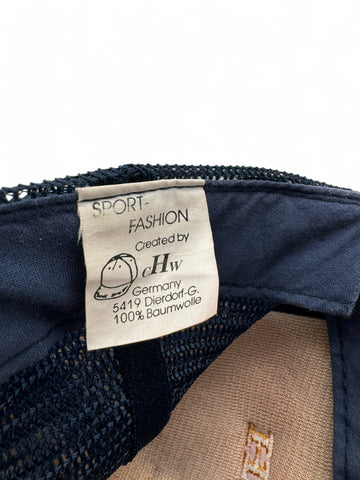 SPORT-
FASHION
Created by
cHw
Germany
5419 Dierdorf-G.
100% Baumwolle